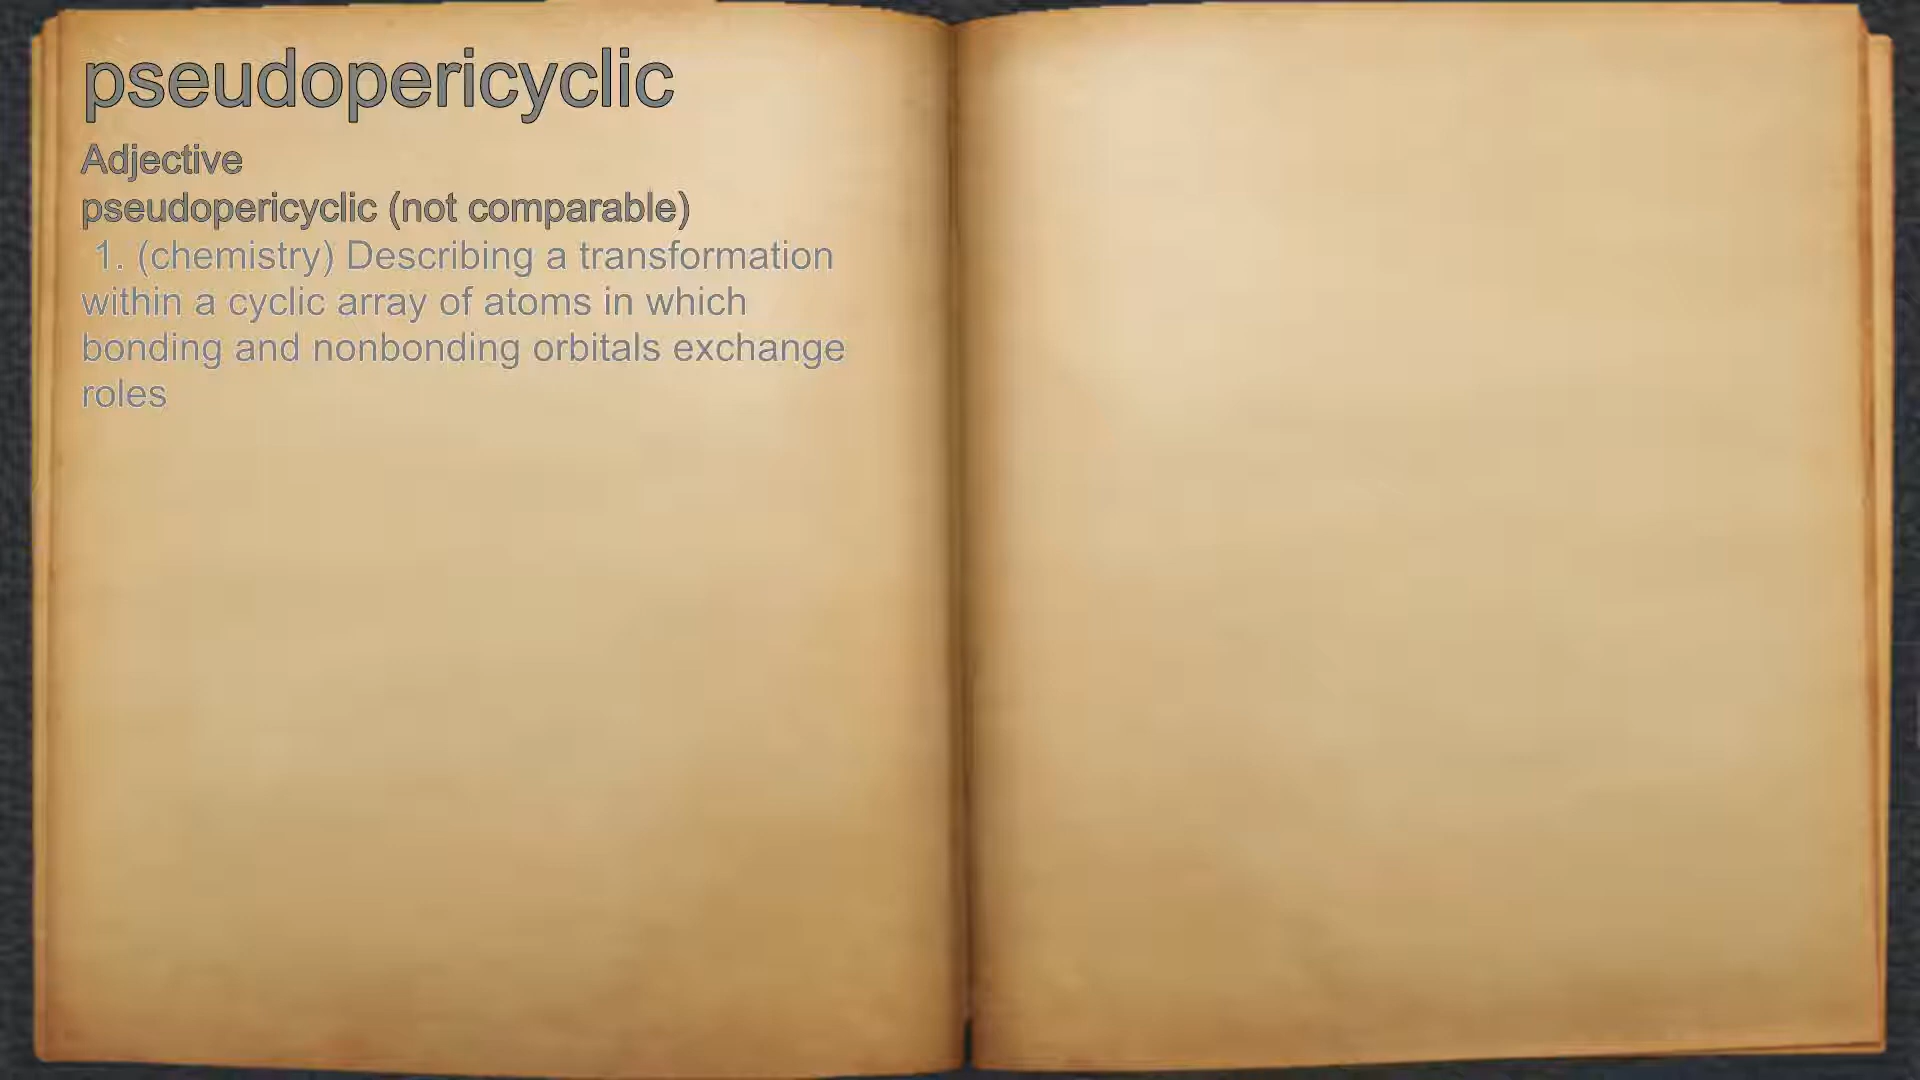 pseudopericyclic
Adjective
pseudopericyclic (not comparable)
1. (chemistry) Describing a transformation
within a cyclic array of atoms in which
bonding and nonbonding orbitals exchange
roles